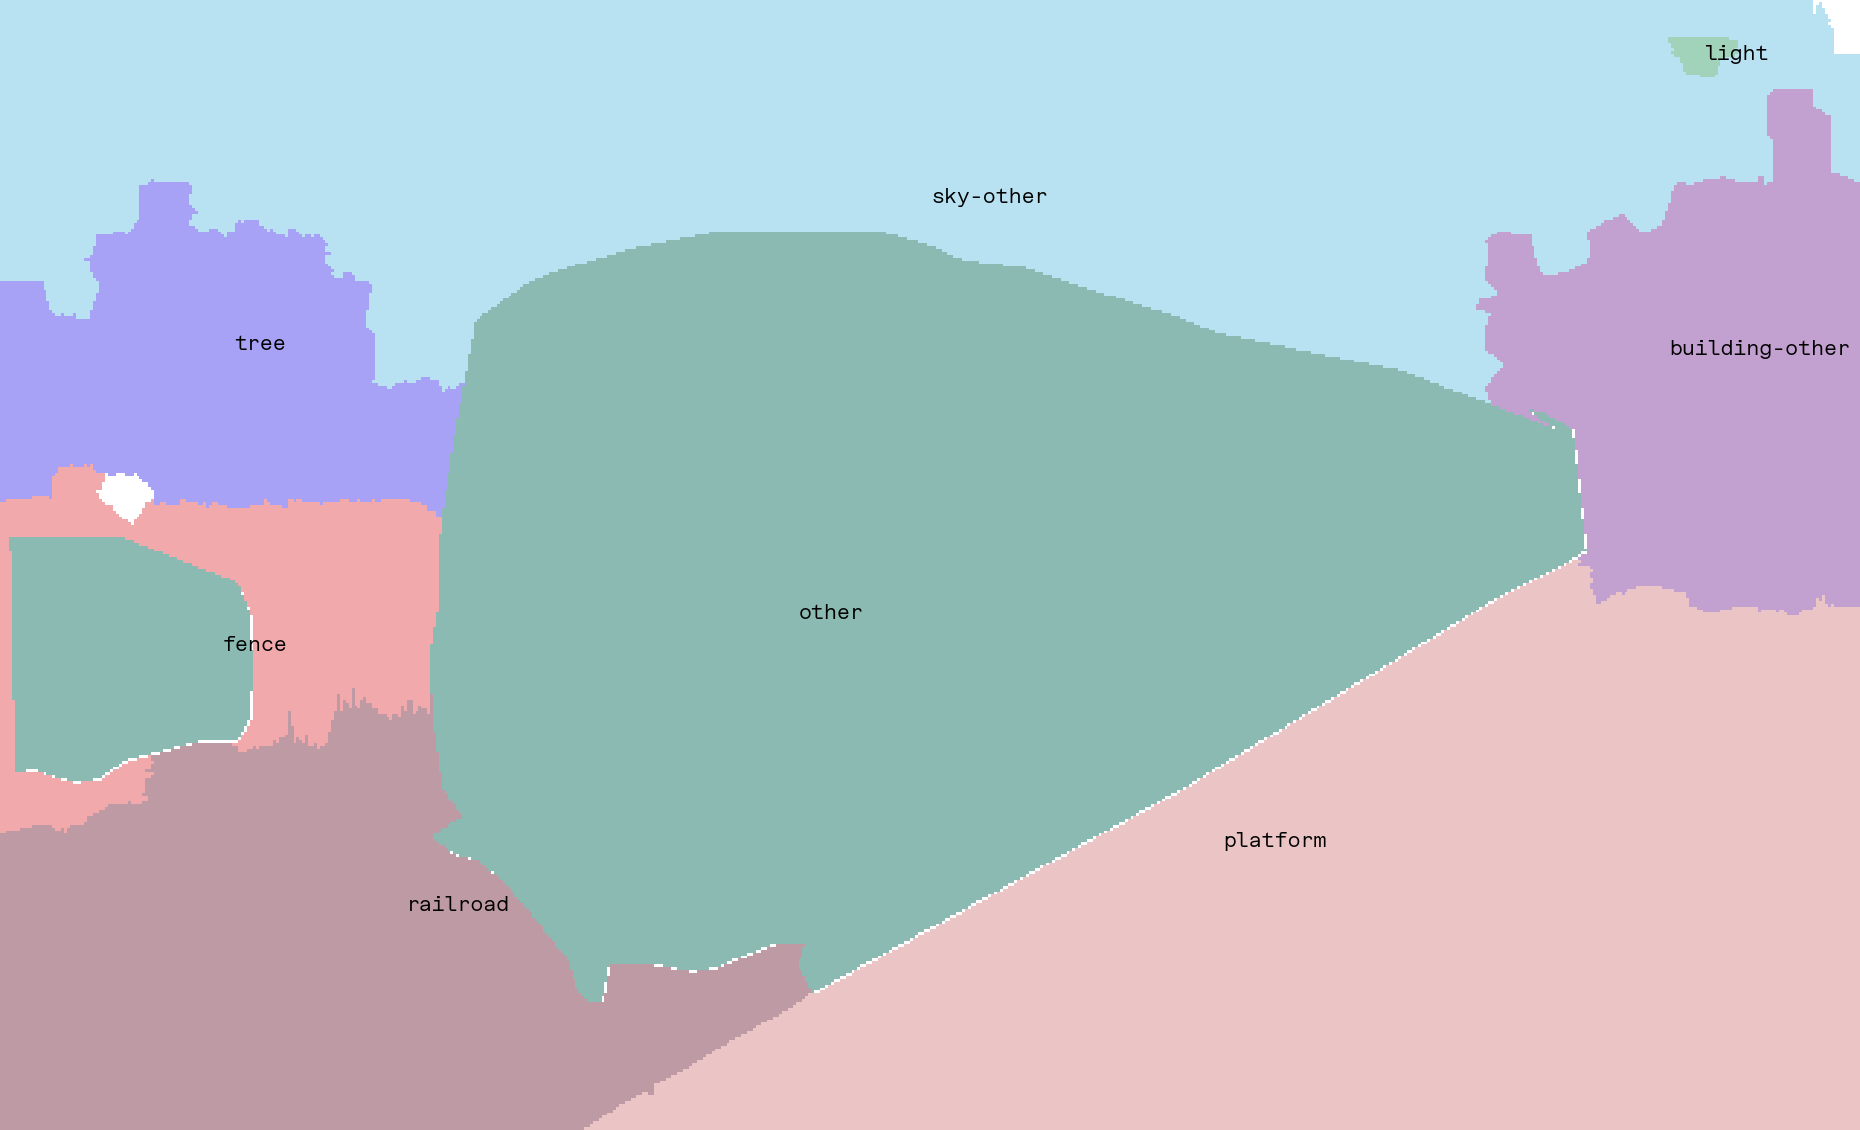 light
sky-other
tree
building-other
other
fence
platform
railroad